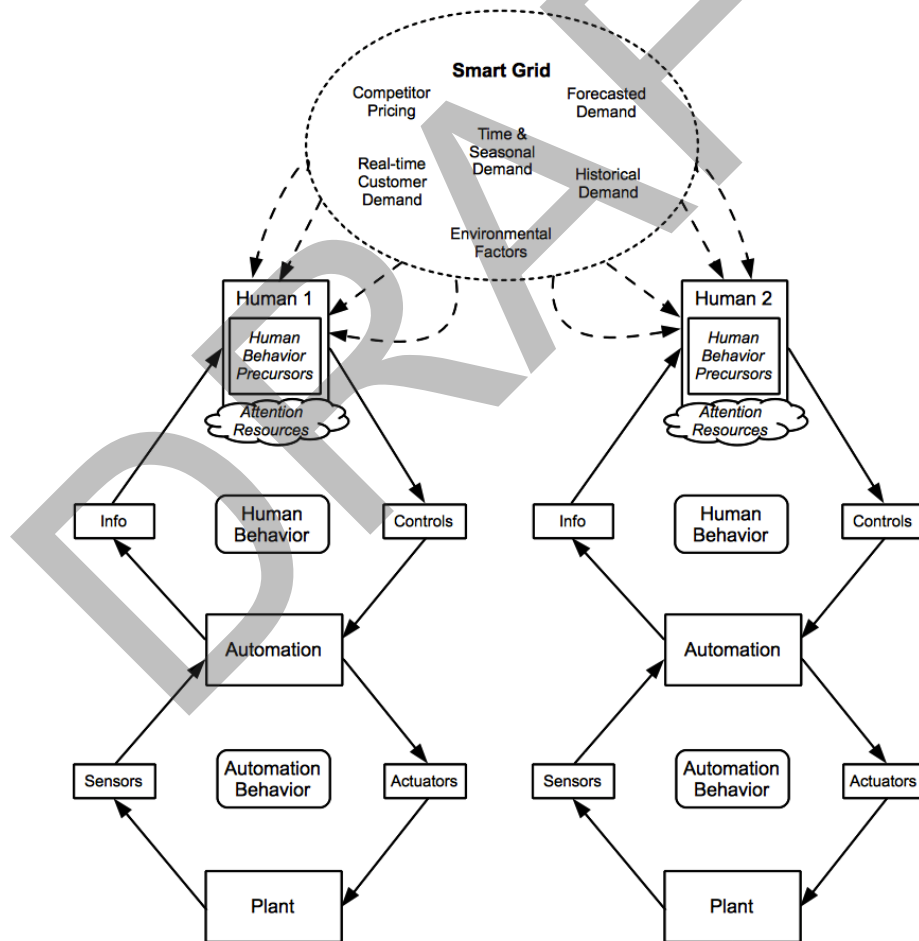 Smart Grid
Competitor
Pricing
Forecasted
Demand
Time &
Seasonal
Demand
Real-time
Customer
Demand
Historical
Demand
Environmental
Factors
Human 1
Human
Behavior
Precursors
Attention
Resources
Info
Human
Behavior
Controls
Automation
Sensors
Automation
Behavior
Actuators
Plant
Human 2
Human
Behavior
Precursors
Attention
Resources
Info
Human
Behavior
Controls
Automation
Sensors
Automation
Behavior
Actuators
Plant